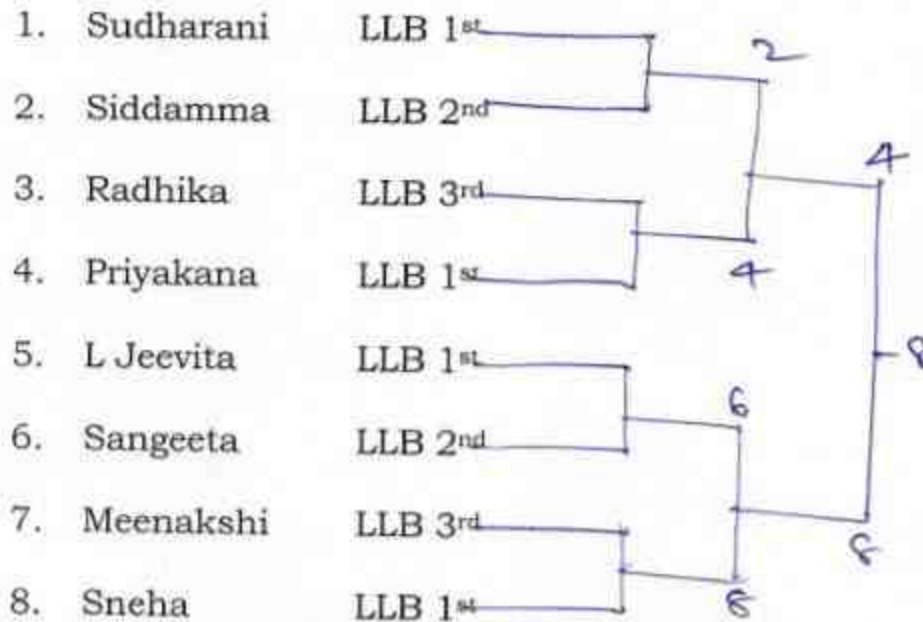 1. Sudharani LLB 1st
2
2. Siddamma LLB 2nd
4
3. Radhika LLB 3rd
4
4. Priyakana LLB 1st
5. L Jeevita LLB 1st
8
6
6. Sangeeta LLB 2nd
7. Meenakshi LLB 3rd
8
8. Sneha LLB 1st
8